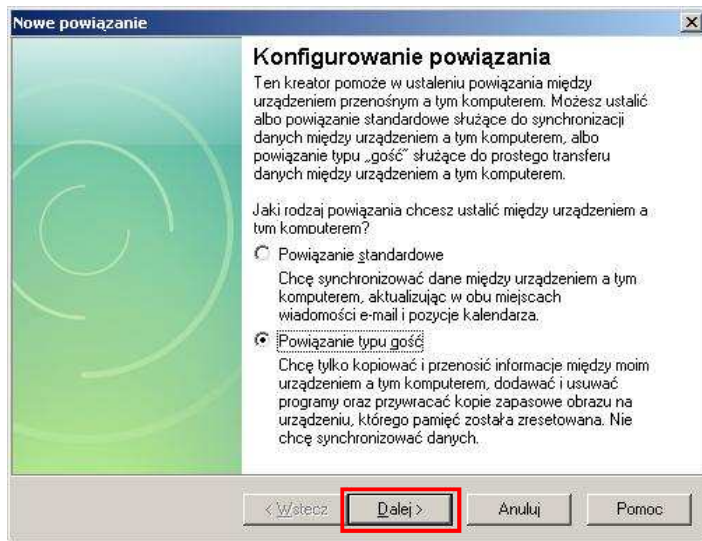 Nowe powiązanie
Konfigurowanie powiązania
Ten kreator pomoże w ustaleniu powiązania między
urządzeniem przenośnym a tym komputerem. Możesz ustalić
albo powiązanie standardowe służące do synchronizacji
danych między urządzeniem a tym komputerem, albo
powiązanie typu „gość” służące do prostego transferu
danych między urządzeniem a tym komputerem.
Jaki rodzaj powiązania chcesz ustalić między urządzeniem a
tym komputerem?
Powiązanie standardowe
Chcę synchronizować dane między urządzeniem a tym
komputerem, aktualizując w obu miejscach
wiadomości e-mail i pozycje kalendarza.
Powiązanie typu gość
Chcę tylko kopiować i przenosić informacje między moim
urządzeniem a tym komputerem, dodawać i usuwać
programy oraz przywracać kopie zapasowe obrazu na
urządzeniu, którego pamięć została zresetowana. Nie
chcę synchronizować danych.
< Wstecz Dalej > Anuluj Pomoc